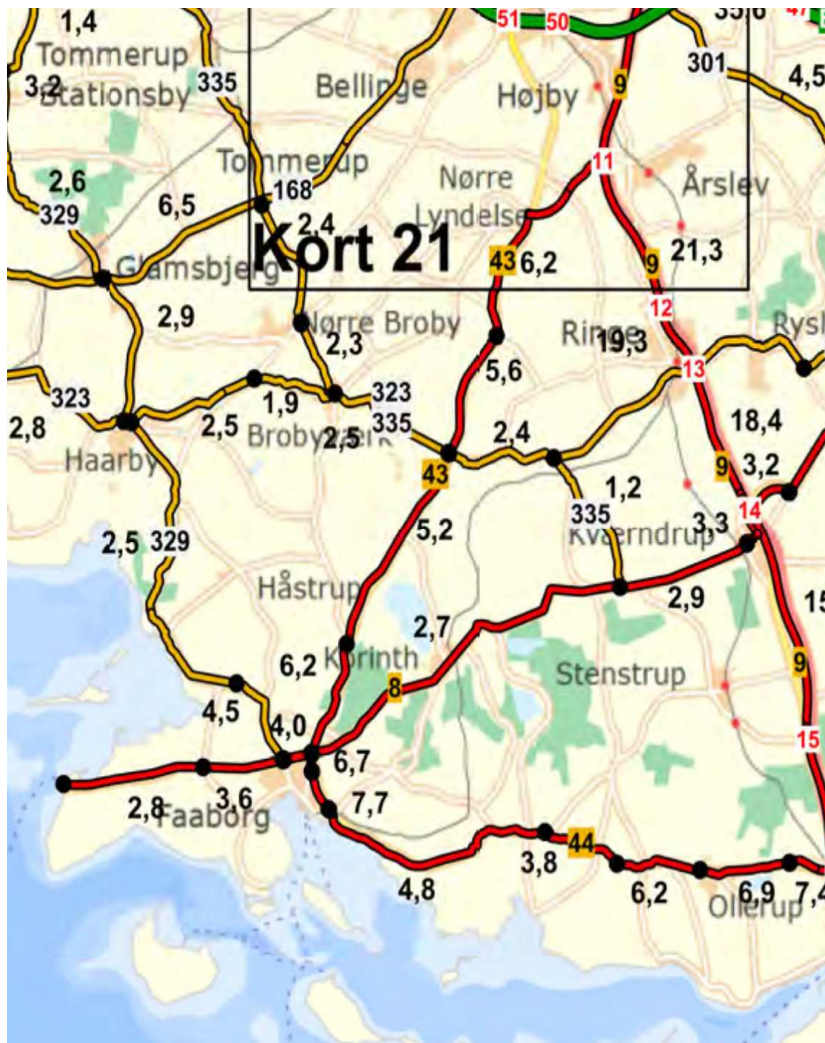 51
50
35,6
47
E
1,4
Tommerup
Stationsby
3,2
335
Bellinge
Højby
9
301
4,5
Tommerup
168
11
2,6
329
6,5
Nørre
Lyndelse
Årslev
2,4
Kort 21
43
6,2
9
21,3
Glamsbjerg
12
2,9
Nørre Broby
2,3
Ringe
19,3
Rysl
5,6
13
323
1,9
323
335
2,8
2,5
Brobyværk
2,5
2,4
18,4
Haarby
43
9
3,2
1,2
14
335
5,2
Kværndrup
3,3
2,5
329
Håstrup
2,9
15
2,7
Korinth
6,2
8
Stenstrup
9
4,5
4,0
6,7
15
2,8
3,6
Faaborg
7,7
44
3,8
4,8
6,2
6,9
7,4
Ollerup